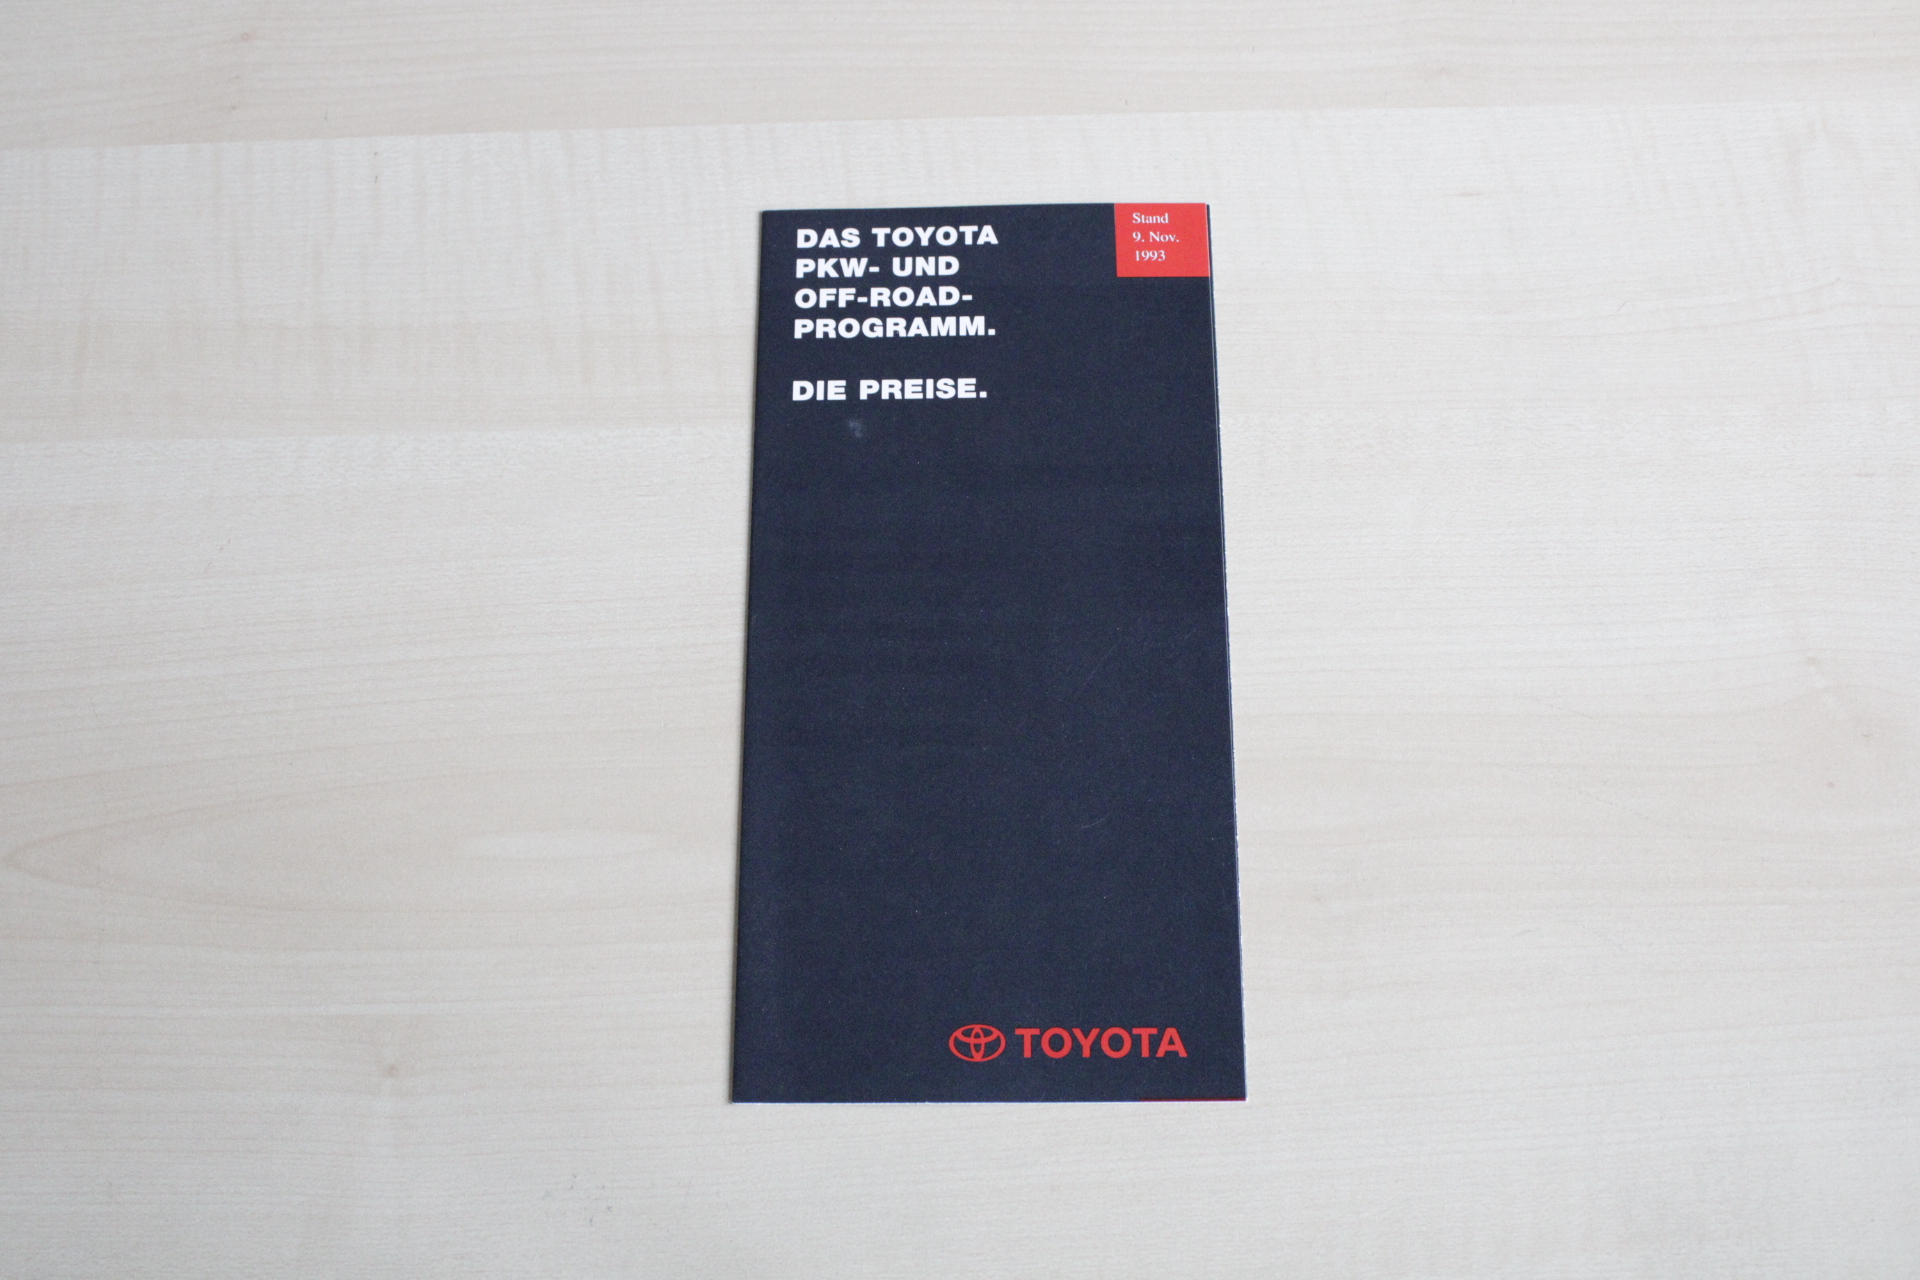 DAS TOYOTA
PKW- UND
OFF-ROAD-
PROGRAMM.
DIE PREISE.
Stand
9. Nov.
1993
TOYOTA